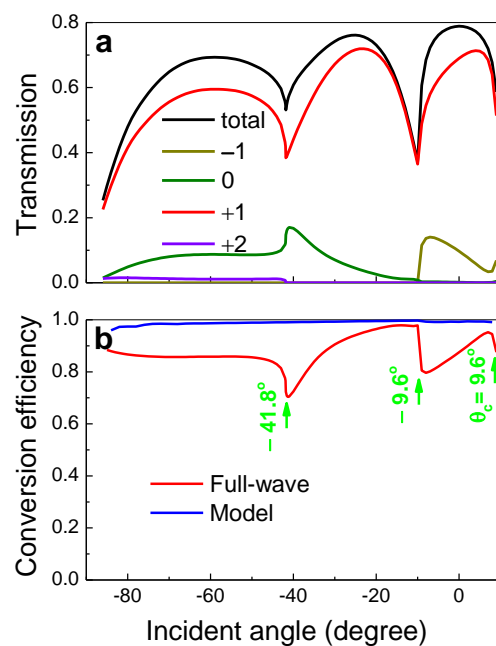 a
0.8
0.6
0.4
0.2
0.0
Transmission
total
−1
0
+1
+2
b
1.0
0.8
0.6
0.4
0.2
0.0
Conversion efficiency
− 41.8°
− 9.6°
θc = 9.6°
Full-wave
Model
-80 -60 -40 -20 0
Incident angle (degree)